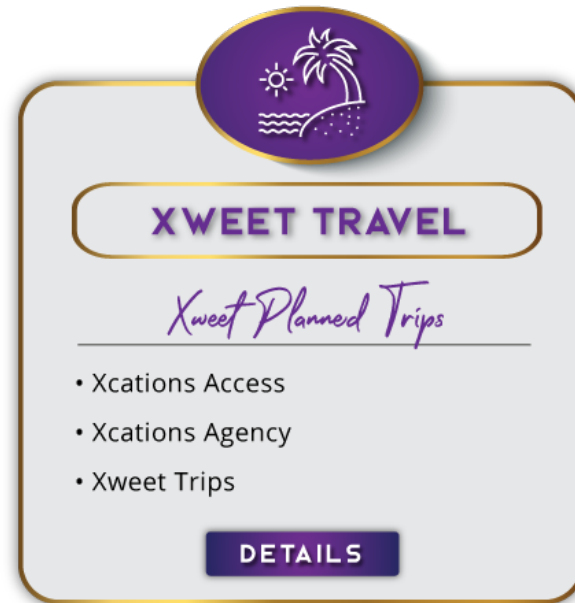 XWEET TRAVEL
Xweet Planned Trips
• Xcations Access
• Xcations Agency
• Xweet Trips
DETAILS